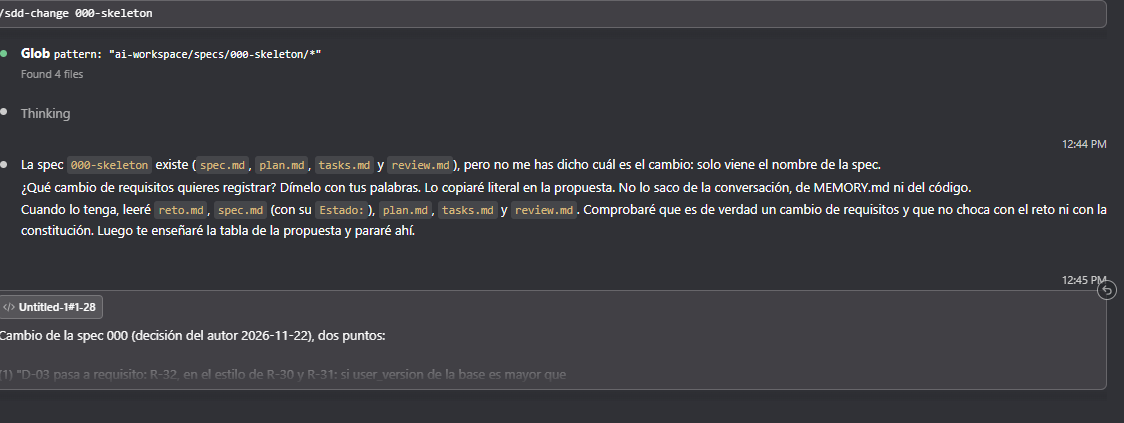 /sdd-change 000-skeleton
Glob pattern: "ai-workspace/specs/000-skeleton/*"
Found 4 files
Thinking
12:44 PM
La spec 000-skeleton existe (spec.md, plan.md, tasks.md y review.md), pero no me has dicho cuál es el cambio: solo viene el nombre de la spec.
¿Qué cambio de requisitos quieres registrar? Dímelo con tus palabras. Lo copiaré literal en la propuesta. No lo saco de la conversación, de MEMORY.md ni del código.
Cuando lo tenga, leeré reto.md, spec.md (con su Estado:), plan.md, tasks.md y review.md. Comprobaré que es de verdad un cambio de requisitos y que no choca con el reto ni con la
constitución. Luego te enseñaré la tabla de la propuesta y pararé ahí.
12:45 PM
Untitled-1#1-28
Cambio de la spec 000 (decisión del autor 2026-11-22), dos puntos:
(1) "D-03 pasa a requisito: R-32, en el estilo de R-30 y R-31: si user_version de la base es mayor que